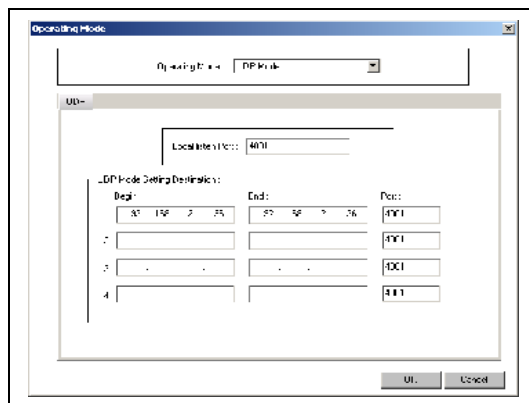 Operating Mode
Operating Mode: UDP Mode
UDP
Local listen Port: 4001
UDP Mode Setting Destination:
Begin: End: Port:
4001
2 4001
3 4001
4 4001
OK Cancel